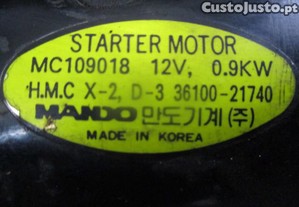 CustoJusto.pt
STARTER MOTOR
MC109018 12V, 0.9KW
H.M.C X-2, D-3 36100-21740
MANDO 만도기계(주)
MADE IN KOREA